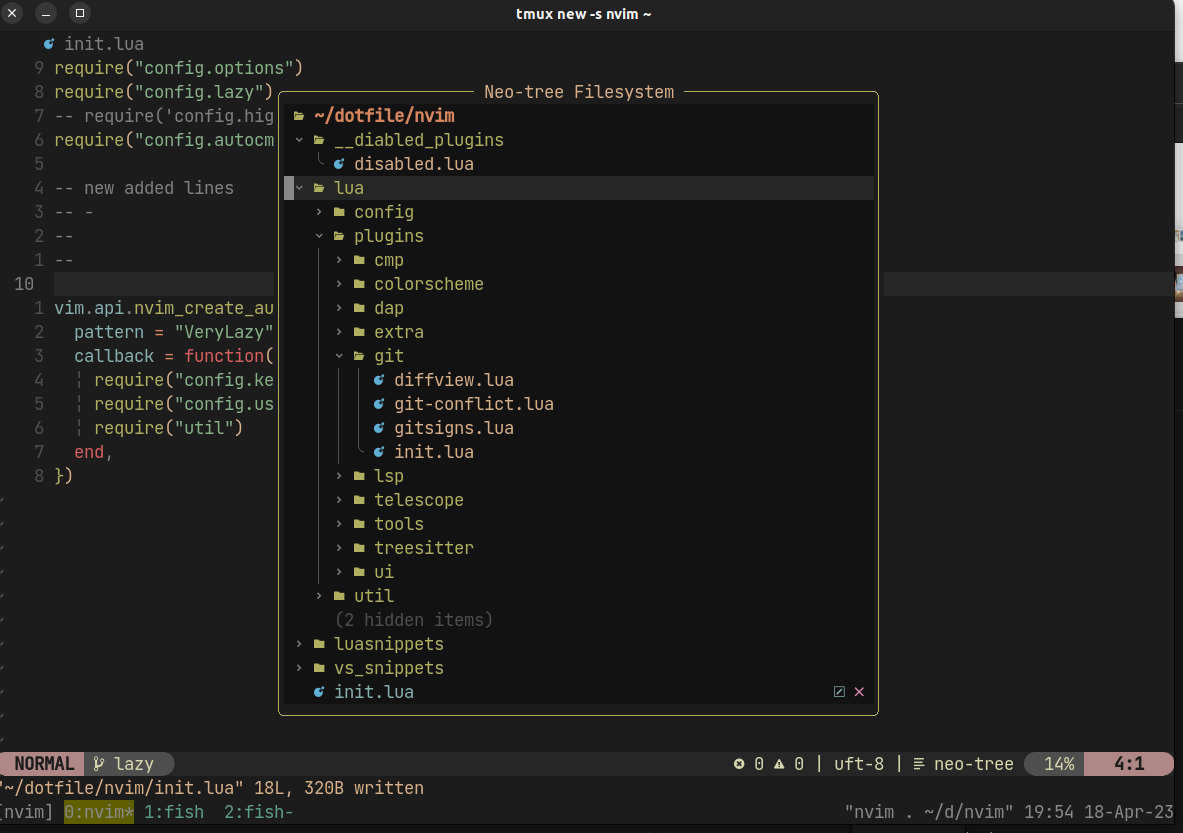 tmux new -s nvim ~
init.lua
9 require("config.options")
8 require("config.lazy")
7 -- require('config.hig
6 require("config.autocm
5
4 -- new added lines
3 -- -
2 --
1 --
10
1 vim.api.nvim_create_au
2 pattern = "VeryLazy"
3 callback = function(
4 ¦ require("config.ke
5 ¦ require("config.us
6 ¦ require("util")
7 end,
8 })
Neo-tree Filesystem
~/dotfile/nvim
__diabled_plugins
disabled.lua
lua
config
plugins
cmp
colorscheme
dap
extra
git
diffview.lua
git-conflict.lua
gitsigns.lua
init.lua
lsp
telescope
tools
treesitter
ui
util
(2 hidden items)
luasnippets
vs_snippets
init.lua
NORMAL lazy 0 0 | uft-8 | neo-tree 14% 4:1
"~/dotfile/nvim/init.lua" 18L, 320B written
[nvim] 0:nvim* 1:fish 2:fish- "nvim . ~/d/nvim" 19:54 18-Apr-23